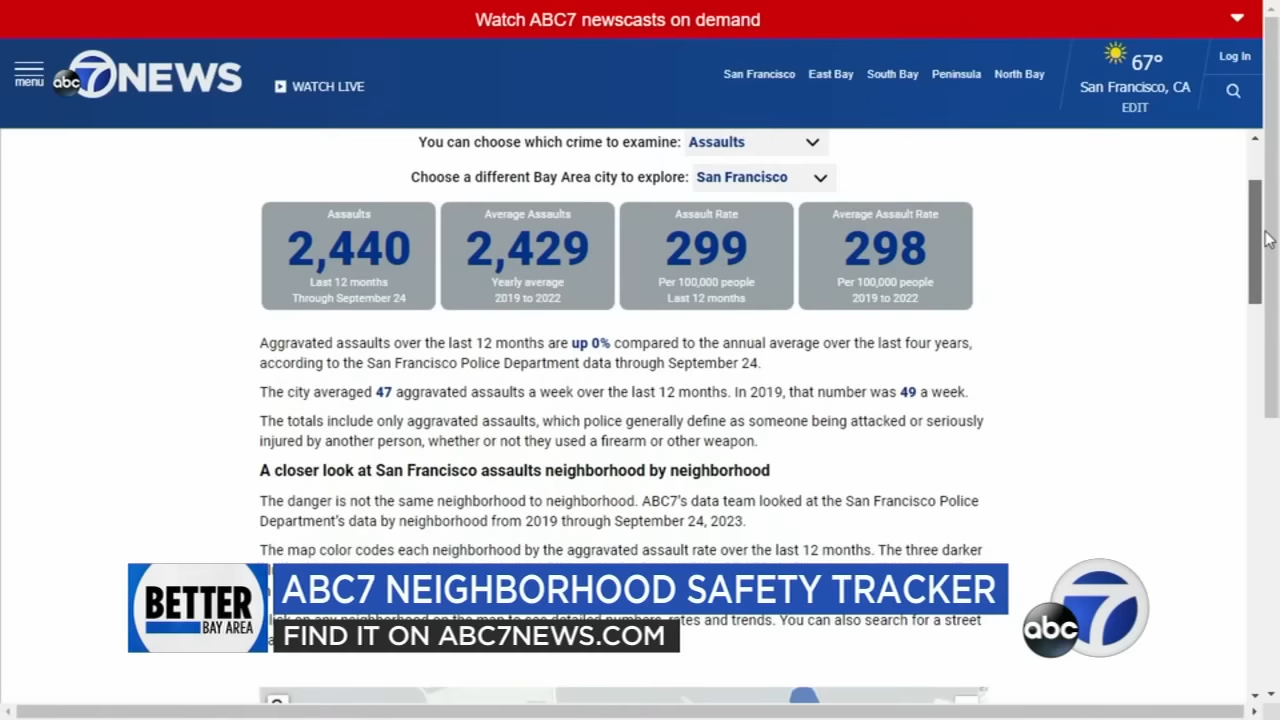 Watch ABC7 newscasts on demand
menu
abc 7 NEWS
WATCH LIVE
San Francisco East Bay South Bay Peninsula North Bay
67°
San Francisco, CA
EDIT
Log In
You can choose which crime to examine: Assaults
Choose a different Bay Area city to explore: San Francisco
Assaults
2,440
Last 12 months
Through September 24
Average Assaults
2,429
Yearly average
2019 to 2022
Assault Rate
299
Per 100,000 people
Last 12 months
Average Assault Rate
298
Per 100,000 people
2019 to 2022
Aggravated assaults over the last 12 months are up 0% compared to the annual average over the last four years,
according to the San Francisco Police Department data through September 24.
The city averaged 47 aggravated assaults a week over the last 12 months. In 2019, that number was 49 a week.
The totals include only aggravated assaults, which police generally define as someone being attacked or seriously
injured by another person, whether or not they used a firearm or other weapon.
A closer look at San Francisco assaults neighborhood by neighborhood
The danger is not the same neighborhood to neighborhood. ABC7's data team looked at the San Francisco Police
Department's data by neighborhood from 2019 through September 24, 2023.
The map color codes each neighborhood by the aggravated assault rate over the last 12 months. The three darker
rates and trends. You can also search for a street
BETTER
BAY AREA
ABC7 NEIGHBORHOOD SAFETY TRACKER
FIND IT ON ABC7NEWS.COM
abc 7